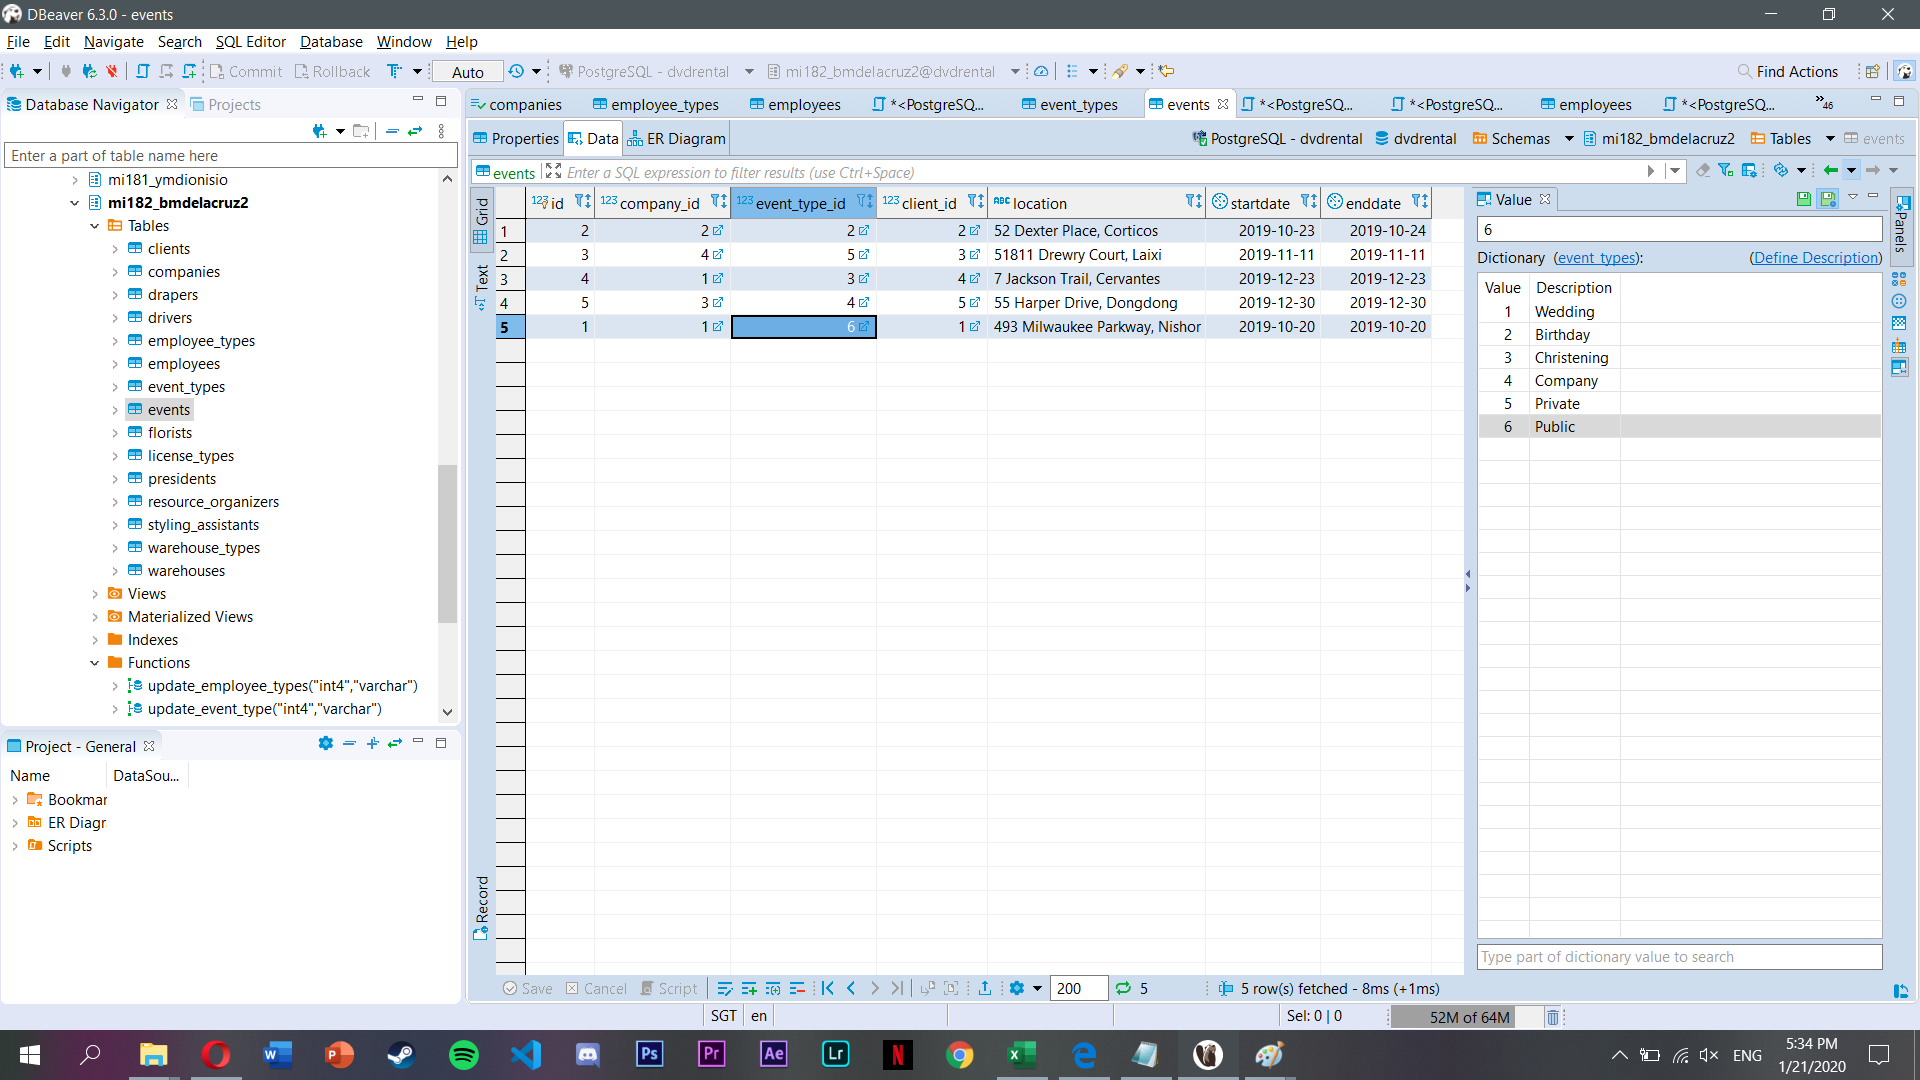 DBeaver 6.3.0 - events
File Edit Navigate Search SQL Editor Database Window Help
Commit Rollback Auto PostgreSQL - dvdrental mi182_bmdelacruz2@dvdrental Find Actions
Database Navigator Projects
companies employee_types employees *<PostgreSQ... event_types events *<PostgreSQ... *<PostgreSQ... employees *<PostgreSQ... »46
Properties Data ER Diagram PostgreSQL - dvdrental dvdrental Schemas mi182_bmdelacruz2 Tables events
Enter a part of table name here
events Enter a SQL expression to filter results (use Ctrl+Space)
mi181_ymdionisio
mi182_bmdelacruz2
Tables
clients
companies
drapers
drivers
employee_types
employees
event_types
events
florists
license_types
presidents
resource_organizers
styling_assistants
warehouse_types
warehouses
Views
Materialized Views
Indexes
Functions
update_employee_types("int4","varchar")
update_event_type("int4","varchar")
Project - General
Name DataSou...
Bookmar
ER Diagr
Scripts
Grid
Text
Record
123 id 123 company_id 123 event_type_id 123 client_id ABC location startdate enddate
1 2 2 2 2 52 Dexter Place, Corticos 2019-10-23 2019-10-24
2 3 4 5 3 51811 Drewry Court, Laixi 2019-11-11 2019-11-11
3 4 1 3 4 7 Jackson Trail, Cervantes 2019-12-23 2019-12-23
4 5 3 4 5 55 Harper Drive, Dongdong 2019-12-30 2019-12-30
5 1 1 6 1 493 Milwaukee Parkway, Nishor 2019-10-20 2019-10-20
Value
Panels
6
Dictionary (event_types): (Define Description)
Value Description
1 Wedding
2 Birthday
3 Christening
4 Company
5 Private
6 Public
Type part of dictionary value to search
Save Cancel Script 200 5 5 row(s) fetched - 8ms (+1ms)
SGT en Sel: 0 | 0 52M of 64M
Ps Pr Ae Lr N
ENG
5:34 PM
1/21/2020